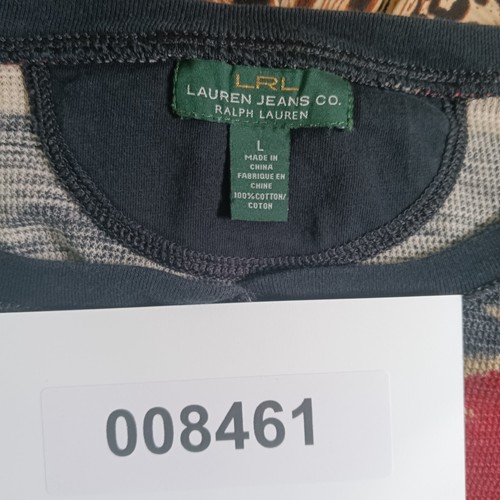 LRL
LAUREN JEANS CO.
RALPH LAUREN
L
MADE IN
CHINA
FABRIQUE EN
CHINE
100% COTTON/
COTON
008461